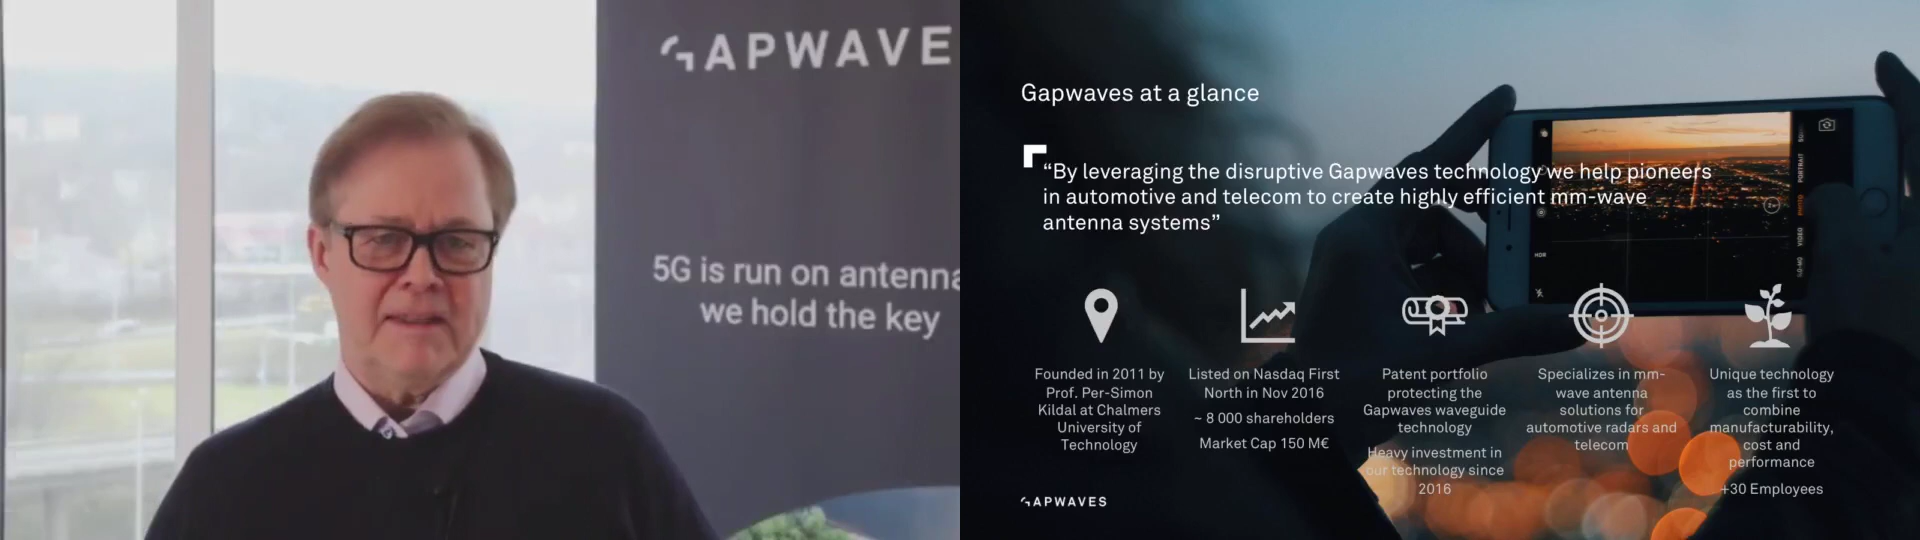 GAPWAVE
5G is run on antenna
we hold the key
Gapwaves at a glance
“By leveraging the disruptive Gapwaves technology we help pioneers
in automotive and telecom to create highly efficient mm-wave
antenna systems”
Founded in 2011 by
Prof. Per-Simon
Kildal at Chalmers
University of
Technology
Listed on Nasdaq First
North in Nov 2016
~ 8 000 shareholders
Market Cap 150 M€
Patent portfolio
protecting the
Gapwaves waveguide
technology
Heavy investment in
our technology since
2016
Specializes in mm-
wave antenna
solutions for
automotive radars and
telecom
Unique technology
as the first to
combine
manufacturability,
cost and
performance
+30 Employees
GAPWAVES
HDR
PORTRAIT
PHOTO
VIDEO